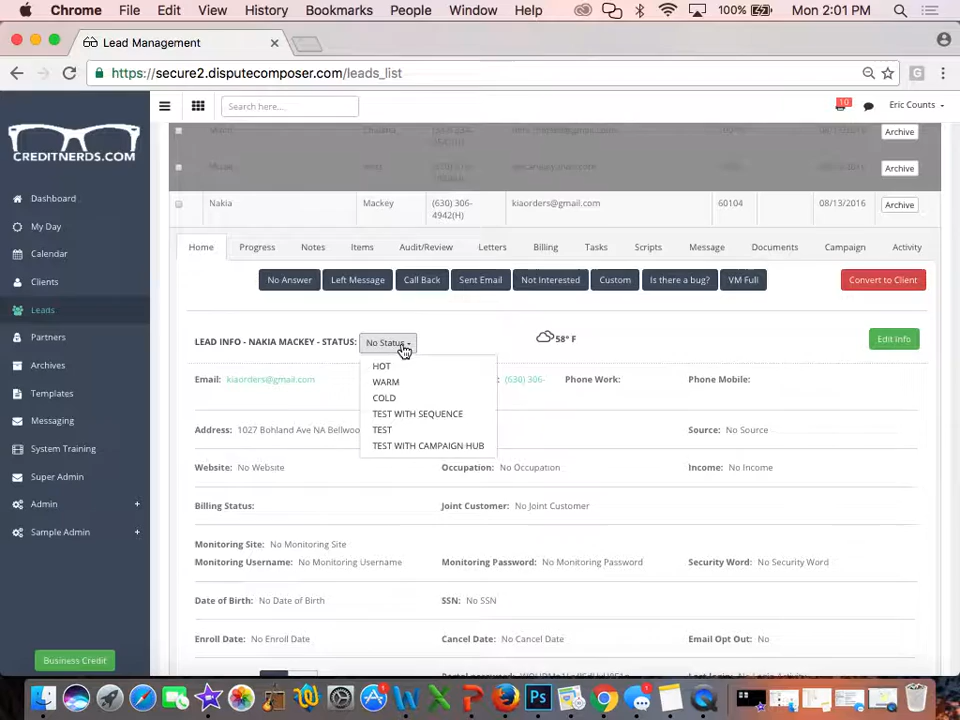 Chrome File Edit View History Bookmarks People Window Help 100% Mon 2:01 PM
Lead Management
https://secure2.disputecomposer.com/leads_list
CREDITNERDS.COM
Search here...
10
Eric Counts
Archive
Archive
Nakia Mackey (630) 306-4942(H) kiaorders@gmail.com 60104 08/13/2016 Archive
Dashboard
My Day
Calendar
Clients
Leads
Partners
Archives
Templates
Messaging
System Training
Super Admin
Admin +
Sample Admin +
Business Credit
Home Progress Notes Items Audit/Review Letters Billing Tasks Scripts Message Documents Campaign Activity
No Answer Left Message Call Back Sent Email Not Interested Custom Is there a bug? VM Full Convert to Client
LEAD INFO - NAKIA MACKEY - STATUS: No Status 58° F Edit Info
HOT
WARM
COLD
TEST WITH SEQUENCE
TEST
TEST WITH CAMPAIGN HUB
Email: kiaorders@gmail.com (630) 306- Phone Work: Phone Mobile:
Address: 1027 Bohland Ave NA Bellwoo Source: No Source
Website: No Website Occupation: No Occupation Income: No Income
Billing Status: Joint Customer: No Joint Customer
Monitoring Site: No Monitoring Site
Monitoring Username: No Monitoring Username Monitoring Password: No Monitoring Password Security Word: No Security Word
Date of Birth: No Date of Birth SSN: No SSN
Enroll Date: No Enroll Date Cancel Date: No Cancel Date Email Opt Out: No